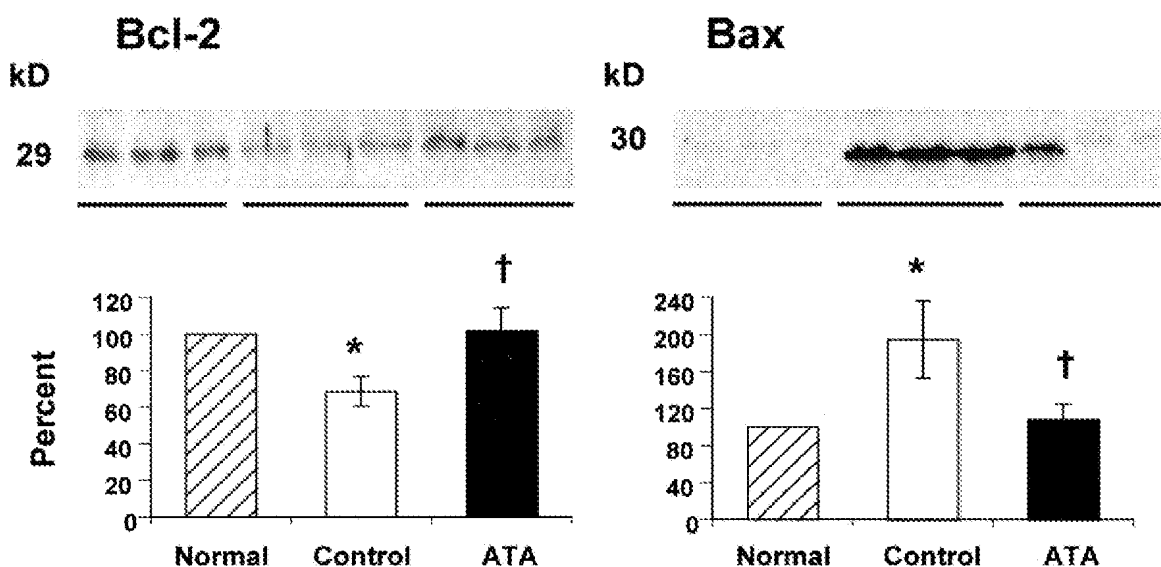 Bcl-2
Bax
kD
kD
29
30
†
*
*
†
120
100
80
60
40
20
0
Percent
240
200
160
120
80
40
0
Normal Control ATA
Normal Control ATA